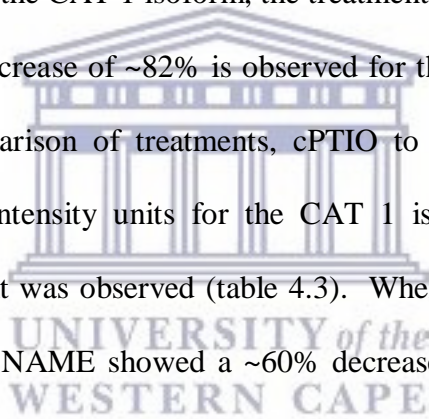 the CAT 1 isoform, the treatment
crease of ~82% is observed for th
arison of treatments, cPTIO to
ntensity units for the CAT 1 is
t was observed (table 4.3). Whe
UNIVERSITY of the
NAME showed a ~60% decrease
WESTERN CAPE